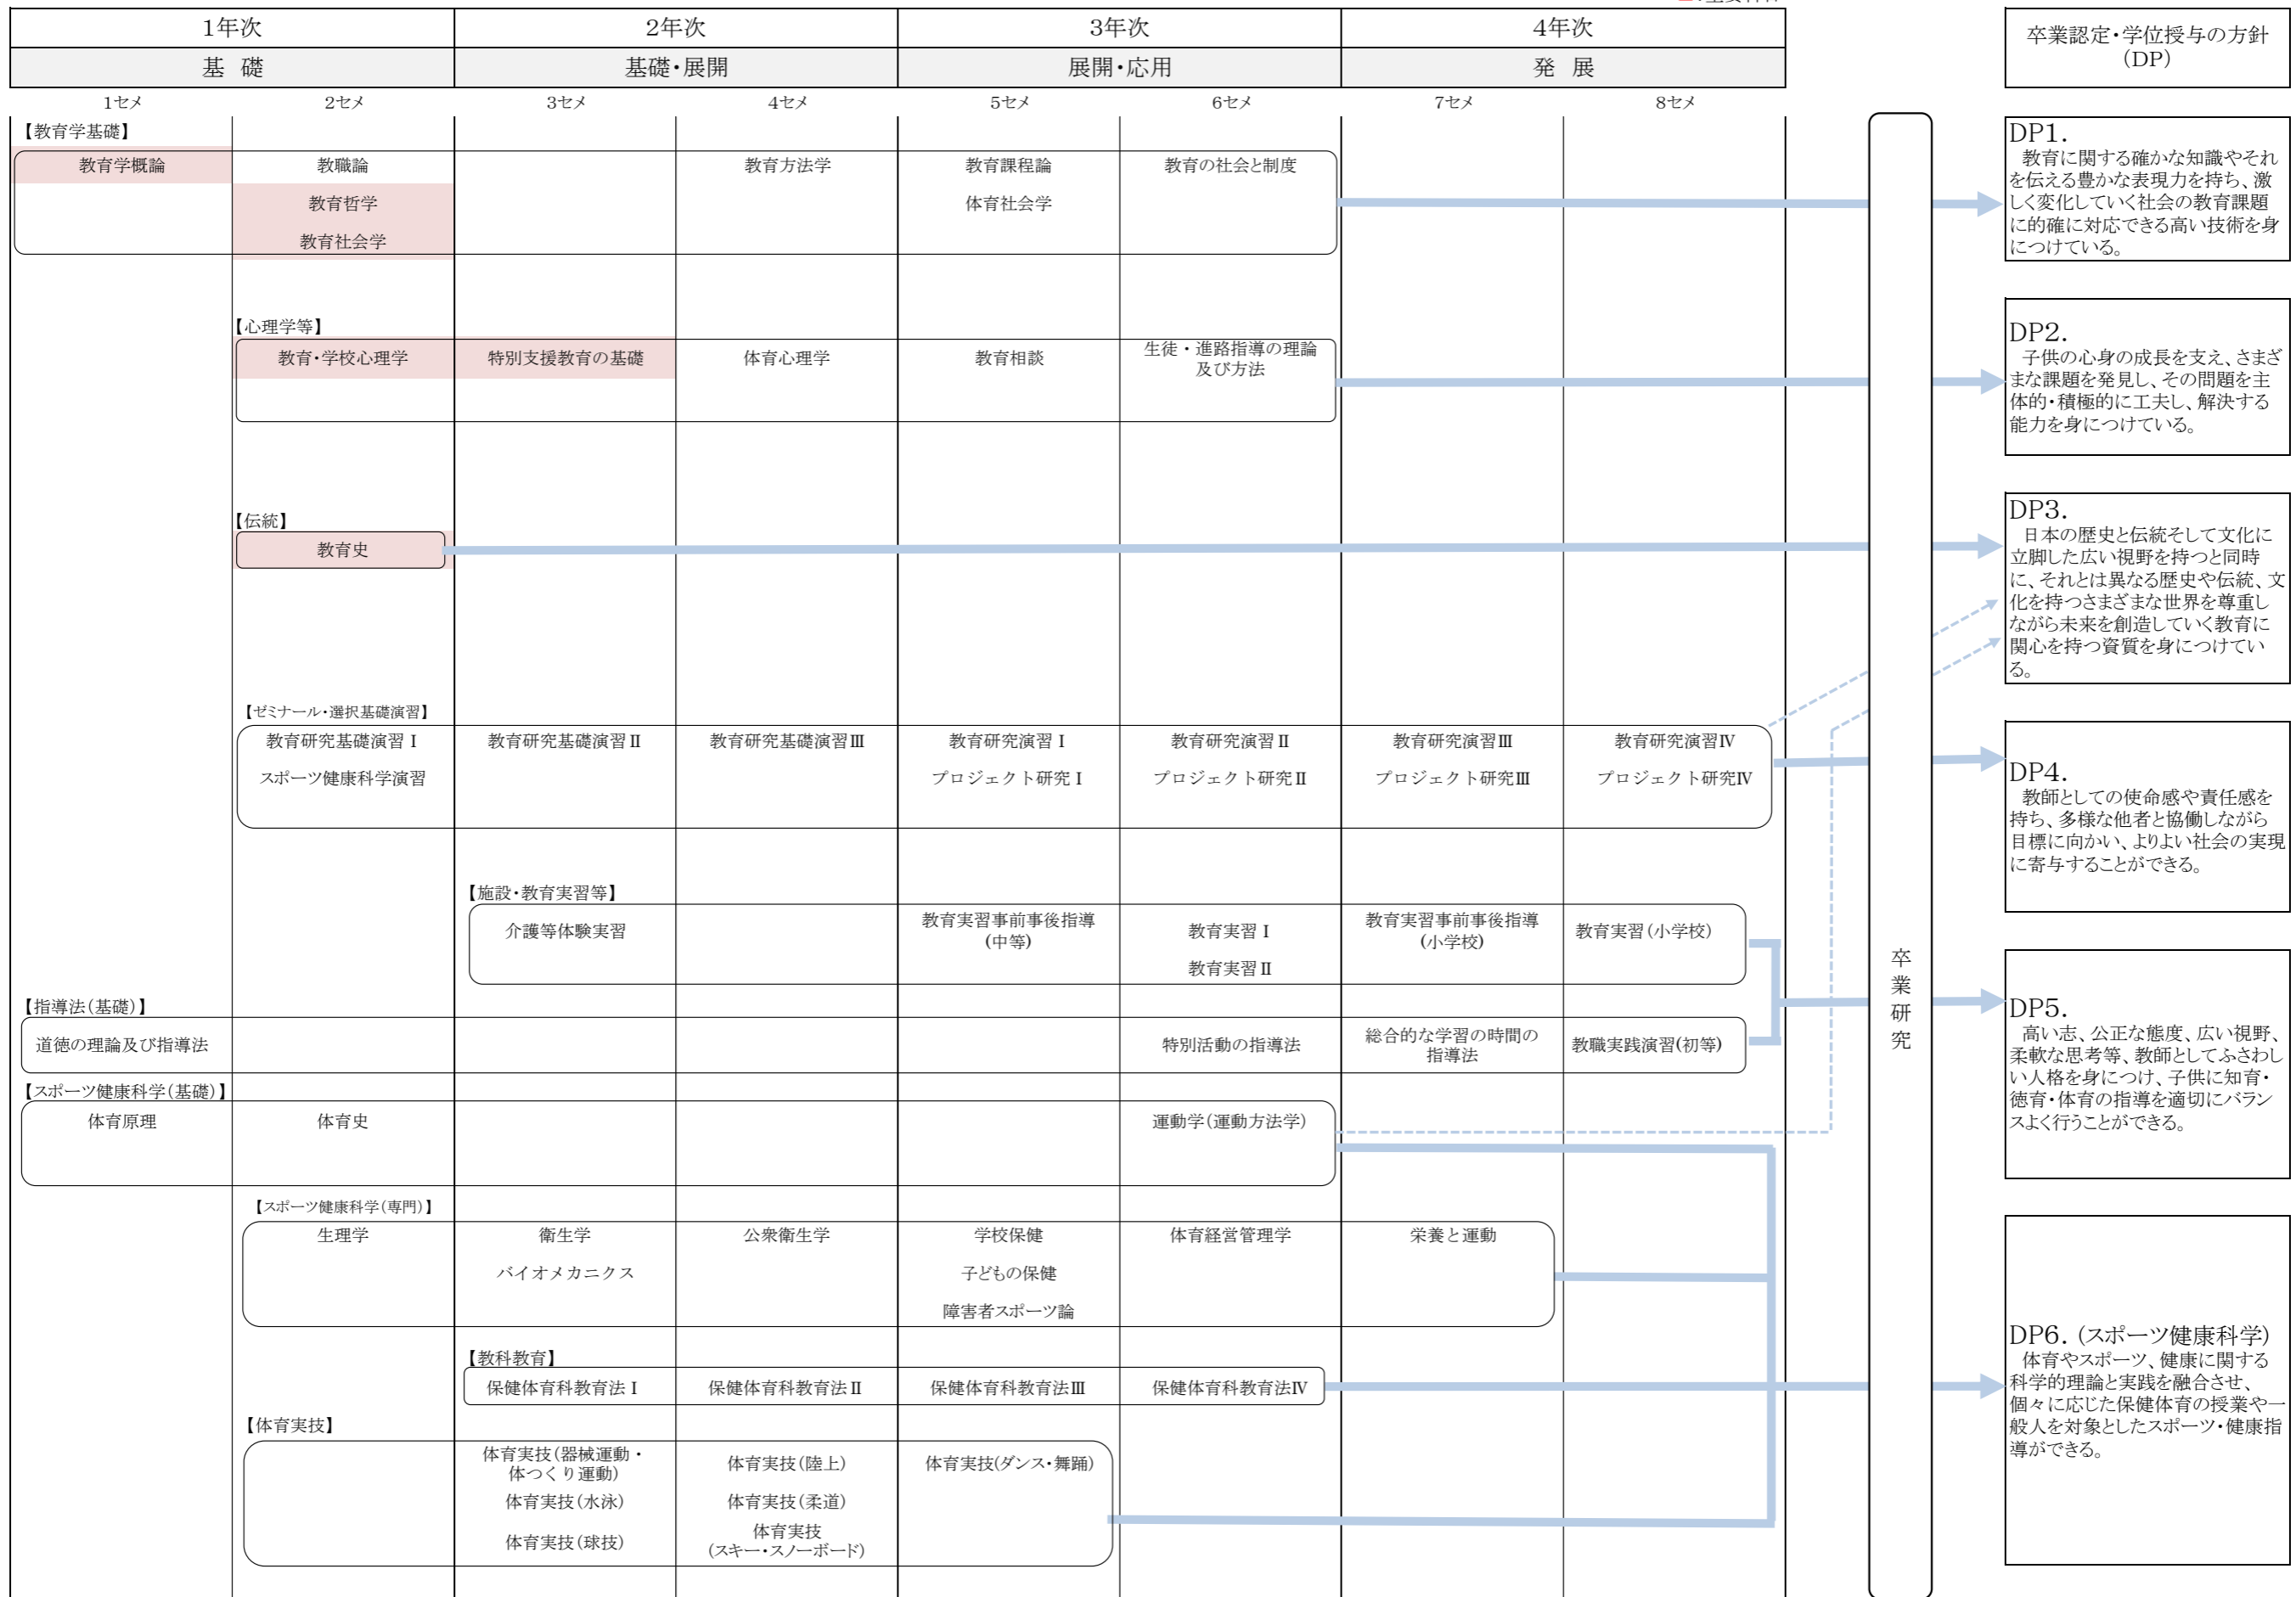 1年次 2年次 3年次 4年次
基 礎 基礎・展開 展開・応用 発 展
1セメ 2セメ 3セメ 4セメ 5セメ 6セメ 7セメ 8セメ
卒業認定・学位授与の方針
(DP)
【教育学基礎】
教育学概論 教職論 教育方法学 教育課程論 教育の社会と制度
教育哲学 体育社会学
教育社会学
【心理学等】
教育・学校心理学 特別支援教育の基礎 体育心理学 教育相談 生徒・進路指導の理論
及び方法
【伝統】
教育史
【ゼミナール・選択基礎演習】
教育研究基礎演習Ⅰ 教育研究基礎演習Ⅱ 教育研究基礎演習Ⅲ 教育研究演習Ⅰ 教育研究演習Ⅱ 教育研究演習Ⅲ 教育研究演習Ⅳ
スポーツ健康科学演習 プロジェクト研究Ⅰ プロジェクト研究Ⅱ プロジェクト研究Ⅲ プロジェクト研究Ⅳ
【施設・教育実習等】
介護等体験実習 教育実習事前事後指導
(中等) 教育実習Ⅰ 教育実習事前事後指導
(小学校) 教育実習(小学校)
教育実習Ⅱ
【指導法(基礎)】
道徳の理論及び指導法 特別活動の指導法 総合的な学習の時間の
指導法 教職実践演習(初等)
【スポーツ健康科学(基礎)】
体育原理 体育史 運動学(運動方法学)
【スポーツ健康科学(専門)】
生理学 衛生学 公衆衛生学 学校保健 体育経営管理学 栄養と運動
バイオメカニクス 子どもの保健
障害者スポーツ論
【教科教育】
保健体育科教育法Ⅰ 保健体育科教育法Ⅱ 保健体育科教育法Ⅲ 保健体育科教育法Ⅳ
【体育実技】
体育実技(器械運動・
体つくり運動) 体育実技(陸上) 体育実技(ダンス・舞踊)
体育実技(水泳) 体育実技(柔道)
体育実技(球技) 体育実技
(スキー・スノーボード)
卒
業
研
究
DP1.
教育に関する確かな知識やそれ
を伝える豊かな表現力を持ち、激
しく変化していく社会の教育課題
に的確に対応できる高い技術を身
につけている。
DP2.
子供の心身の成長を支え、さまざ
まな課題を発見し、その問題を主
体的・積極的に工夫し、解決する
能力を身につけている。
DP3.
日本の歴史と伝統そして文化に
立脚した広い視野を持つと同時
に、それとは異なる歴史や伝統、文
化を持つさまざまな世界を尊重し
ながら未来を創造していく教育に
関心を持つ資質を身につけてい
る。
DP4.
教師としての使命感や責任感を
持ち、多様な他者と協働しながら
目標に向かい、よりよい社会の実現
に寄与することができる。
DP5.
高い志、公正な態度、広い視野、
柔軟な思考等、教師としてふさわし
い人格を身につけ、子供に知育・
徳育・体育の指導を適切にバラン
スよく行うことができる。
DP6.(スポーツ健康科学)
体育やスポーツ、健康に関する
科学的理論と実践を融合させ、
個々に応じた保健体育の授業や一
般人を対象としたスポーツ・健康指
導ができる。